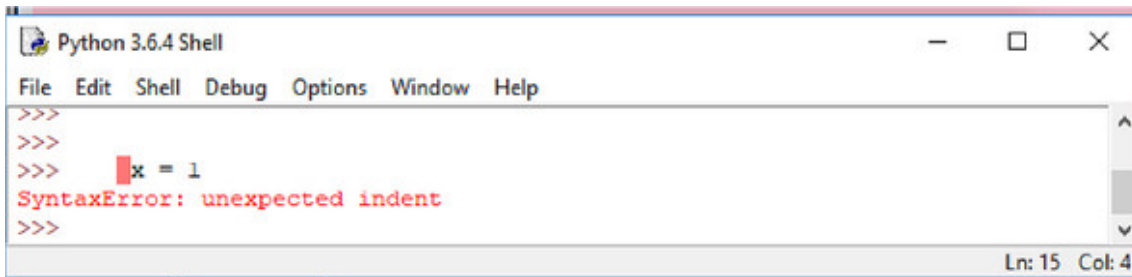 Python 3.6.4 Shell
File Edit Shell Debug Options Window Help
>>>
>>>
>>>     x = 1
SyntaxError: unexpected indent
>>>
Ln: 15 Col: 4